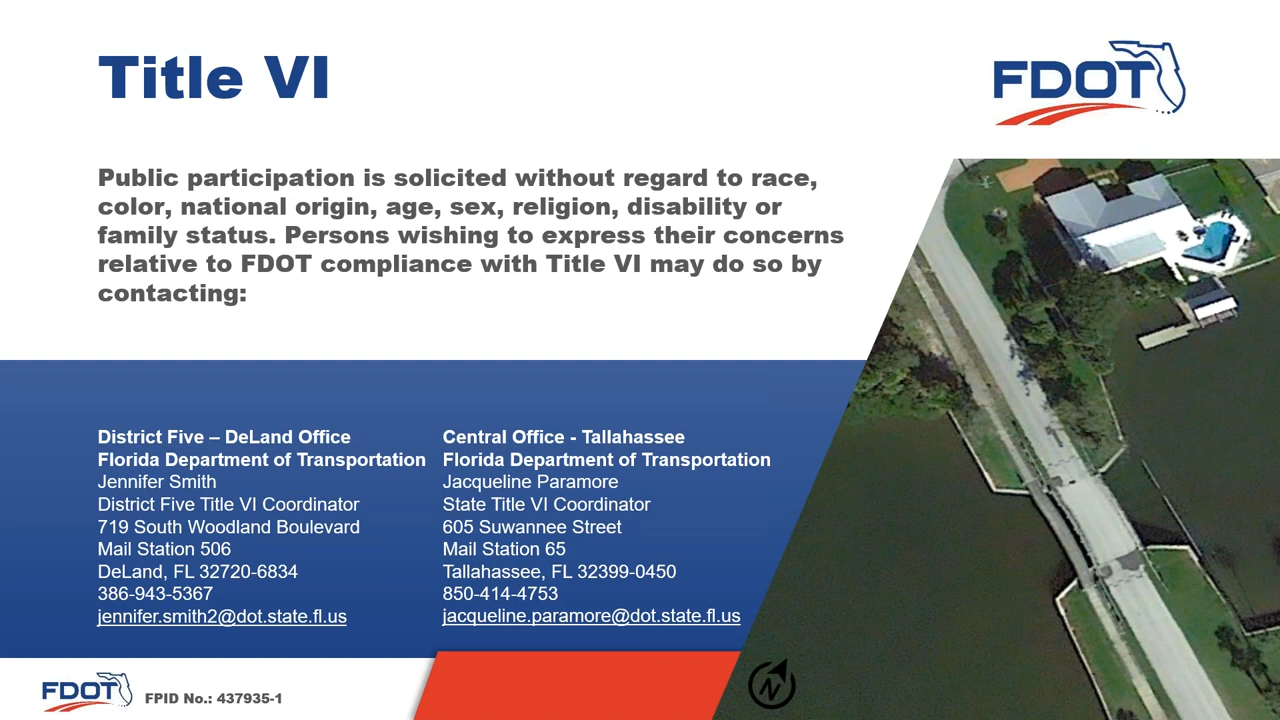 Title VI
FDOT
Public participation is solicited without regard to race,
color, national origin, age, sex, religion, disability or
family status. Persons wishing to express their concerns
relative to FDOT compliance with Title VI may do so by
contacting:
District Five – DeLand Office
Florida Department of Transportation
Jennifer Smith
District Five Title VI Coordinator
719 South Woodland Boulevard
Mail Station 506
DeLand, FL 32720-6834
386-943-5367
jennifer.smith2@dot.state.fl.us
Central Office - Tallahassee
Florida Department of Transportation
Jacqueline Paramore
State Title VI Coordinator
605 Suwannee Street
Mail Station 65
Tallahassee, FL 32399-0450
850-414-4753
jacqueline.paramore@dot.state.fl.us
FDOT
FPID No.: 437935-1
N